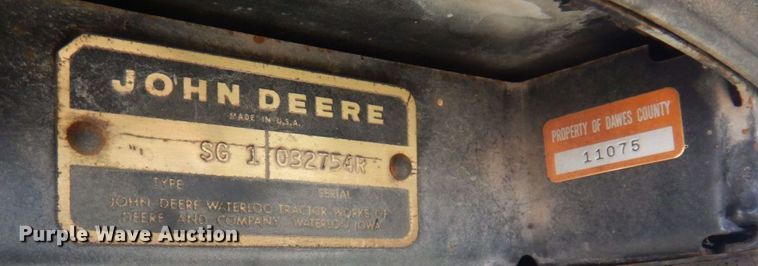 JOHN DEERE
MADE IN U.S.A.
SG 1 032754R
TYPE SERIAL
JOHN DEERE WATERLOO TRACTOR WORKS OF
DEERE AND COMPANY WATERLOO IOWA
PROPERTY OF DAWES COUNTY
11075
Purple Wave Auction